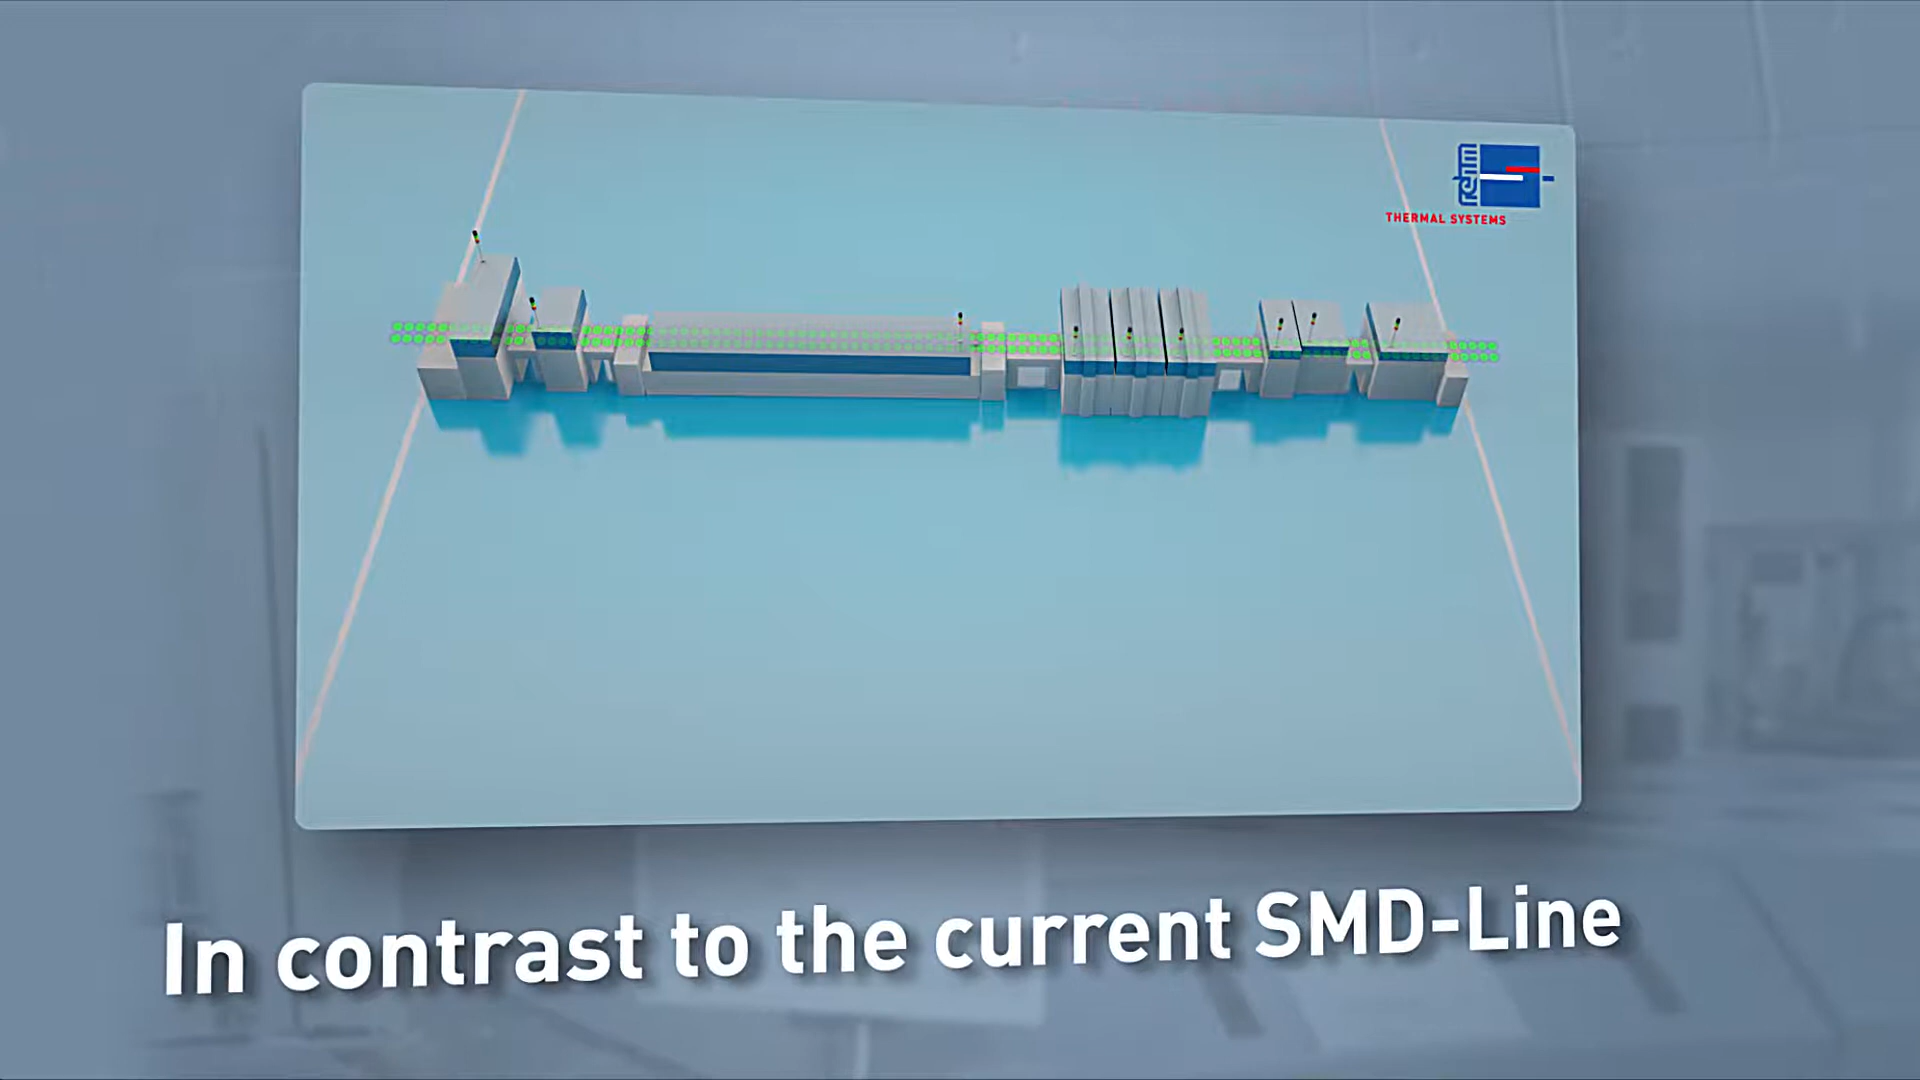 rehm
THERMAL SYSTEMS
In contrast to the current SMD-Line